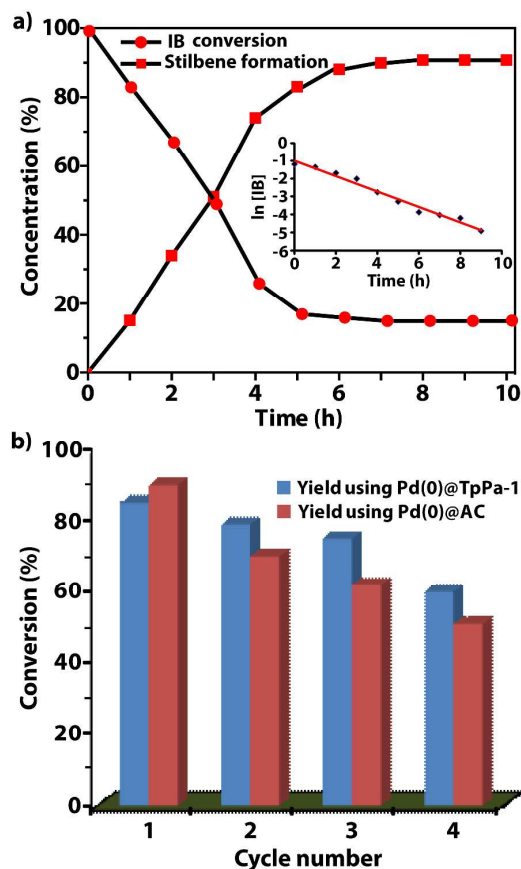 a)
100
80
60
40
20
0
Concentration (%)
IB conversion
Stilbene formation
0
-1
-2
-3
-4
-5
-6
ln [IB]
0 2 4 6 8 10
Time (h)
0 2 4 6 8 10
Time (h)
b)
100
80
60
40
20
0
Conversion (%)
Yield using Pd(0)@TpPa-1
Yield using Pd(0)@AC
1 2 3 4
Cycle number